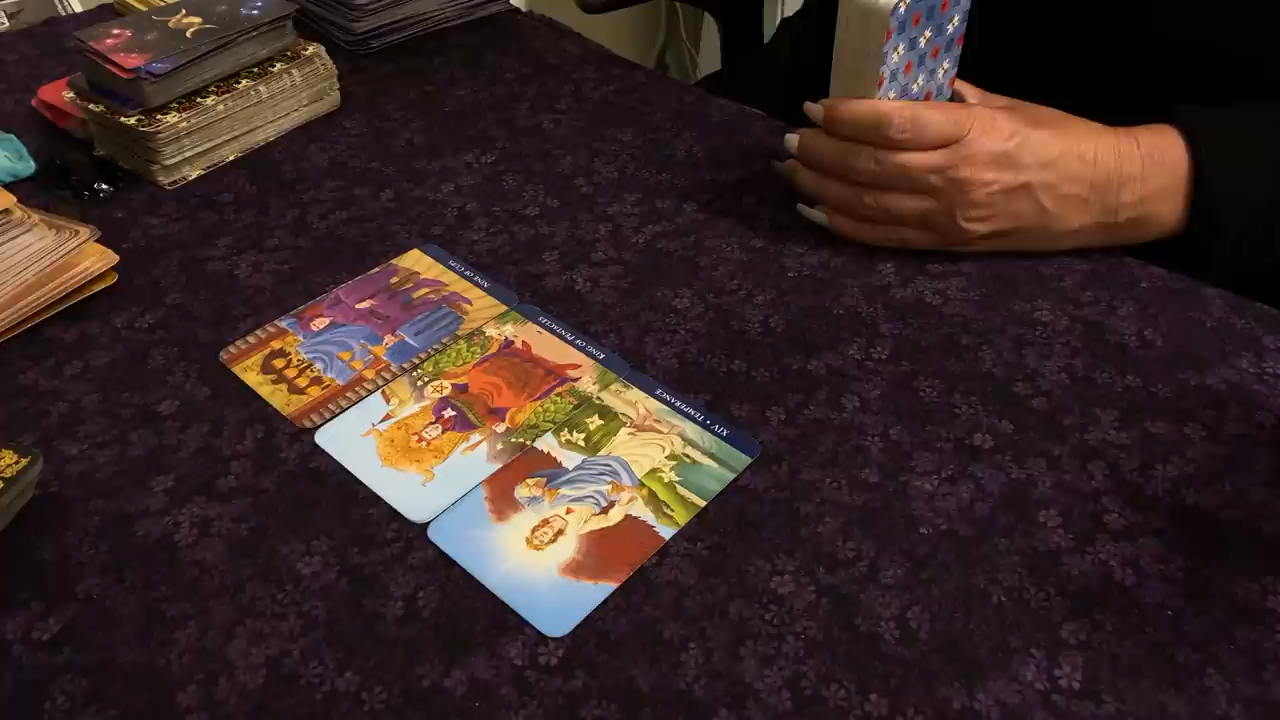 NINE OF CUPS
KING OF PENTACLES
XIV • TEMPERANCE